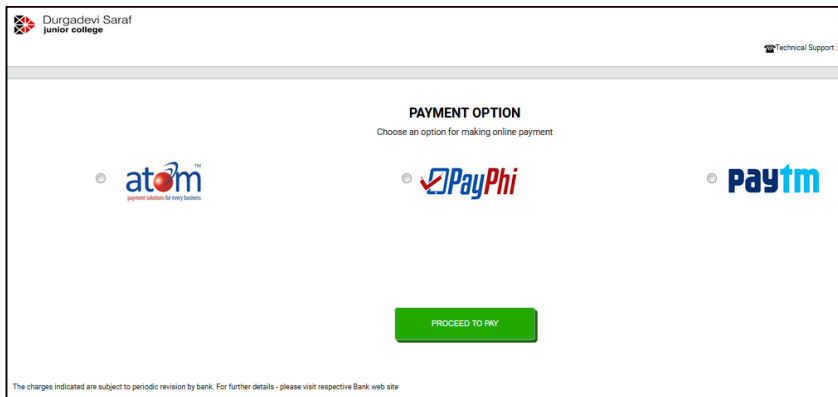 Durgadevi Saraf
junior college
☎Technical Support :
PAYMENT OPTION
Choose an option for making online payment
atom™
payment solutions for every business
PayPhi
paytm
PROCEED TO PAY
The charges indicated are subject to periodic revision by bank. For further details - please visit respective Bank web site